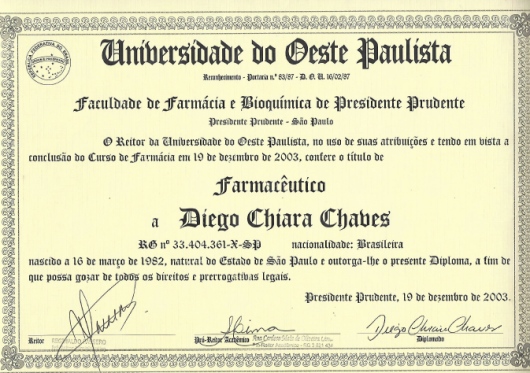 Universidade do Oeste Paulista
Reconhecimento - Portaria n.º 83/87 - D. O. U. 16/02/87
Faculdade de Farmácia e Bioquímica de Presidente Prudente
Presidente Prudente - São Paulo
O Reitor da Universidade do Oeste Paulista, no uso de suas atribuições e tendo em vista a
conclusão do Curso de Farmácia em 19 de dezembro de 2003, confere o título de
Farmacêutico
a Diego Chiara Chaves
RG nº 33.404.361-X-SP nacionalidade: Brasileira
nascido a 16 de março de 1982, natural do Estado de São Paulo e outorga-lhe o presente Diploma, a fim de
que possa gozar de todos os direitos e prerrogativas legais.
Presidente Prudente, 19 de dezembro de 2003.
Diego Chiara Chaves
Reitor Pró-Reitor Acadêmico Diplomado